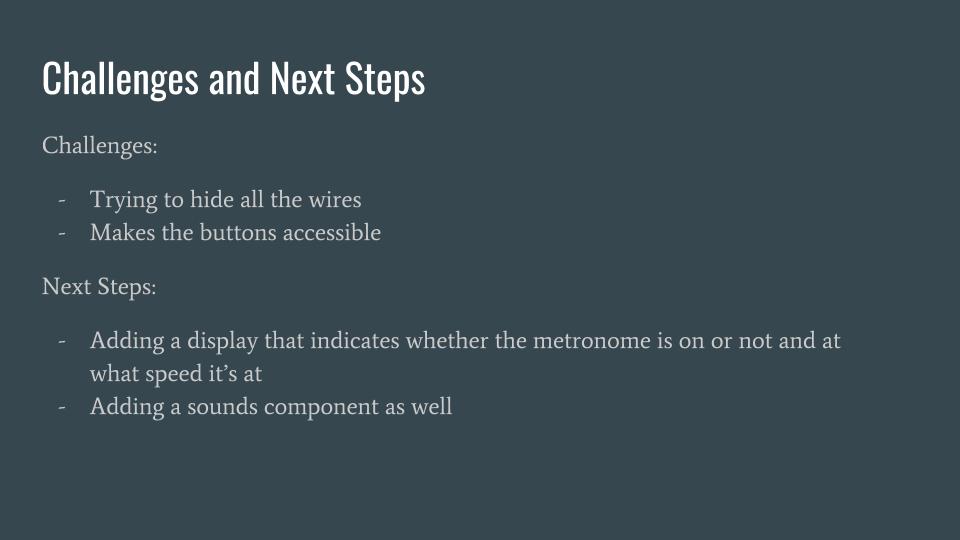 Challenges and Next Steps
Challenges:
- Trying to hide all the wires
- Makes the buttons accessible
Next Steps:
- Adding a display that indicates whether the metronome is on or not and at
what speed it’s at
- Adding a sounds component as well